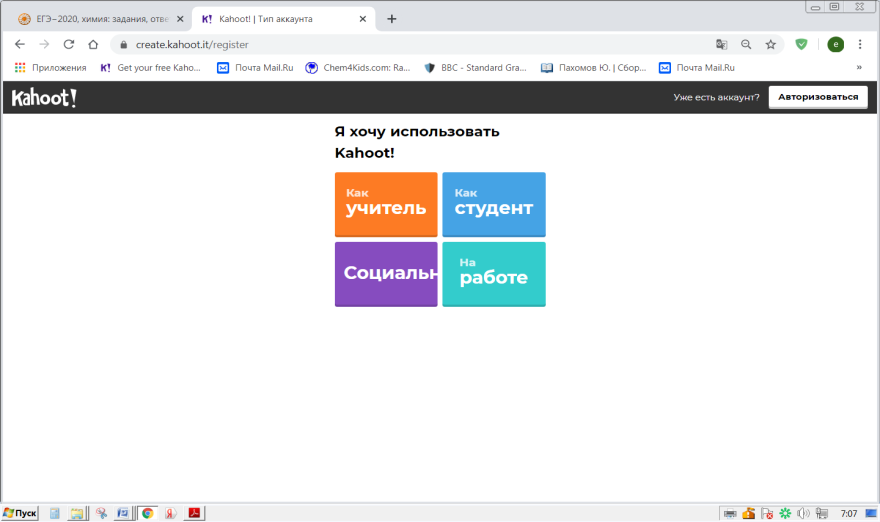 ЕГЭ–2020, химия: задания, отве
Kahoot! | Тип аккаунта
create.kahoot.it/register
e
Приложения
K! Get your free Kaho...
Почта Mail.Ru
Chem4Kids.com: Ra...
BBC - Standard Gra...
Пахомов Ю. | Сбор...
Почта Mail.Ru
»
Kahoot!
Уже есть аккаунт?
Авторизоваться
Я хочу использовать
Kahoot!
Как
учитель
Как
студент
Социальн
На
работе
Пуск
7:07